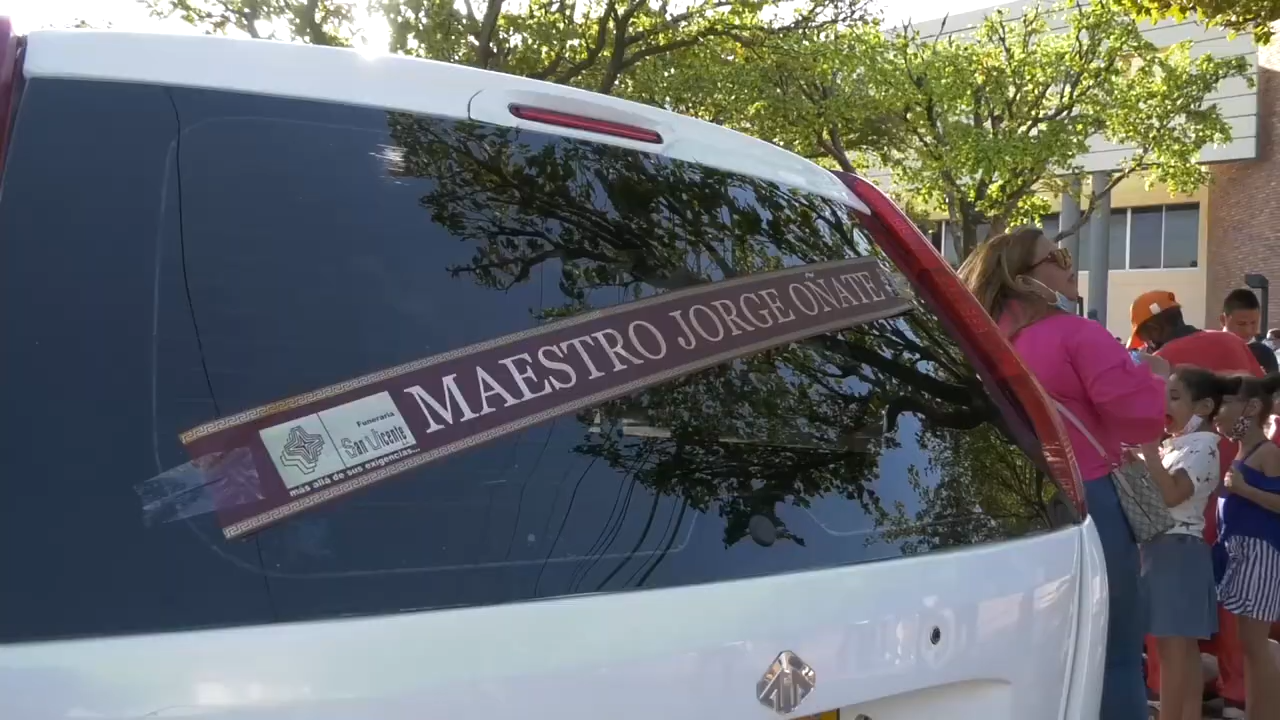 MAESTRO JORGE OÑATE
Funeraria
San Vicente
más allá de sus exigencias...